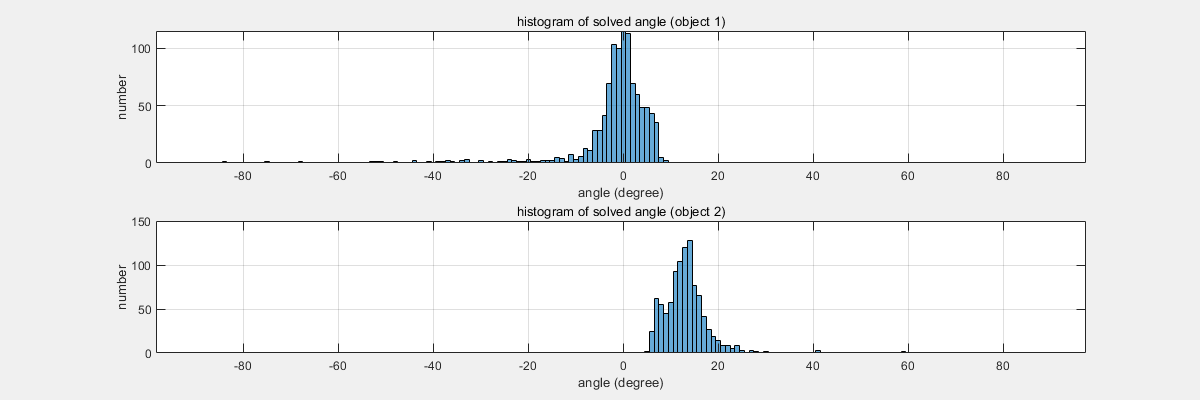 histogram of solved angle (object 1)
100
50
0
number
-80 -60 -40 -20 0 20 40 60 80
angle (degree)
histogram of solved angle (object 2)
150
100
50
0
number
-80 -60 -40 -20 0 20 40 60 80
angle (degree)